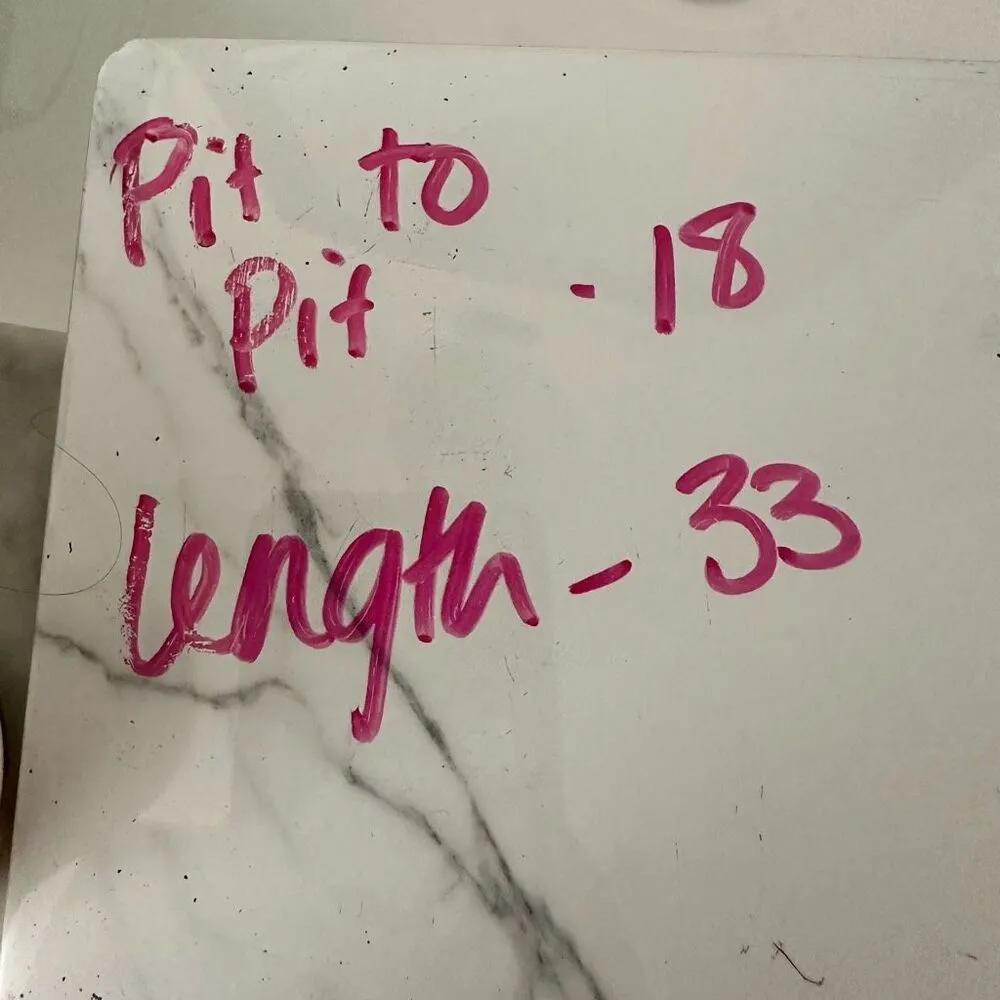 Pit to
Pit - 18
Length - 33